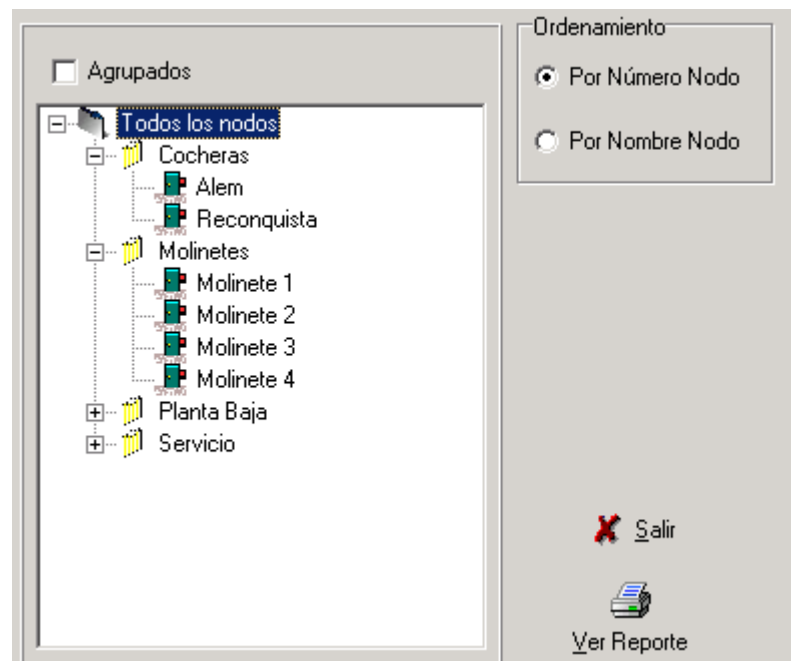 Agrupados
Todos los nodos
Cocheras
Alem
Reconquista
Molinetes
Molinete 1
Molinete 2
Molinete 3
Molinete 4
Planta Baja
Servicio
Ordenamiento
Por Número Nodo
Por Nombre Nodo
Salir
Ver Reporte